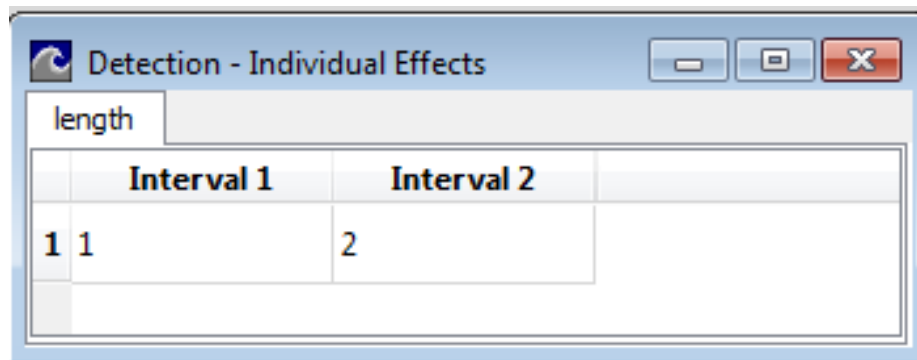 Detection - Individual Effects
length
Interval 1 Interval 2
1 1 2